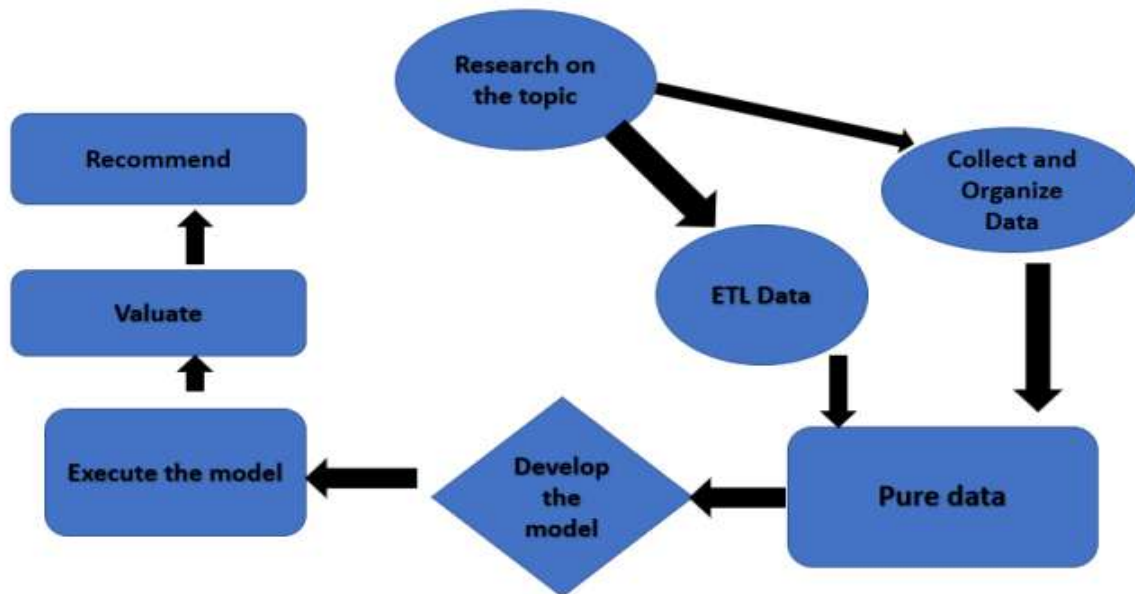 Research on
the topic
Collect and
Organize
Data
ETL Data
Pure data
Develop
the
model
Execute the model
Valuate
Recommend